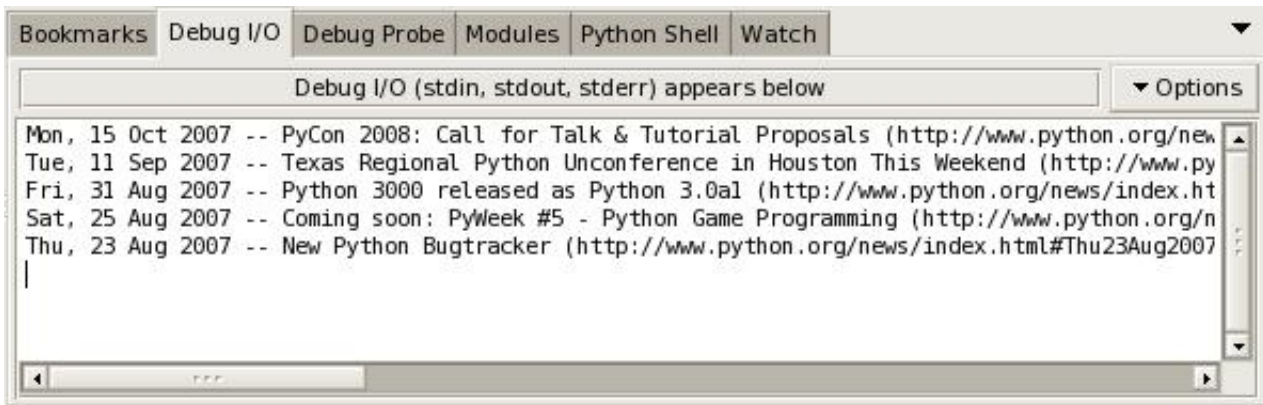 Bookmarks Debug I/O Debug Probe Modules Python Shell Watch
Debug I/O (stdin, stdout, stderr) appears below Options
Mon, 15 Oct 2007 -- PyCon 2008: Call for Talk & Tutorial Proposals (http://www.python.org/new
Tue, 11 Sep 2007 -- Texas Regional Python Unconference in Houston This Weekend (http://www.py
Fri, 31 Aug 2007 -- Python 3000 released as Python 3.0a1 (http://www.python.org/news/index.ht
Sat, 25 Aug 2007 -- Coming soon: PyWeek #5 - Python Game Programming (http://www.python.org/n
Thu, 23 Aug 2007 -- New Python Bugtracker (http://www.python.org/news/index.html#Thu23Aug2007